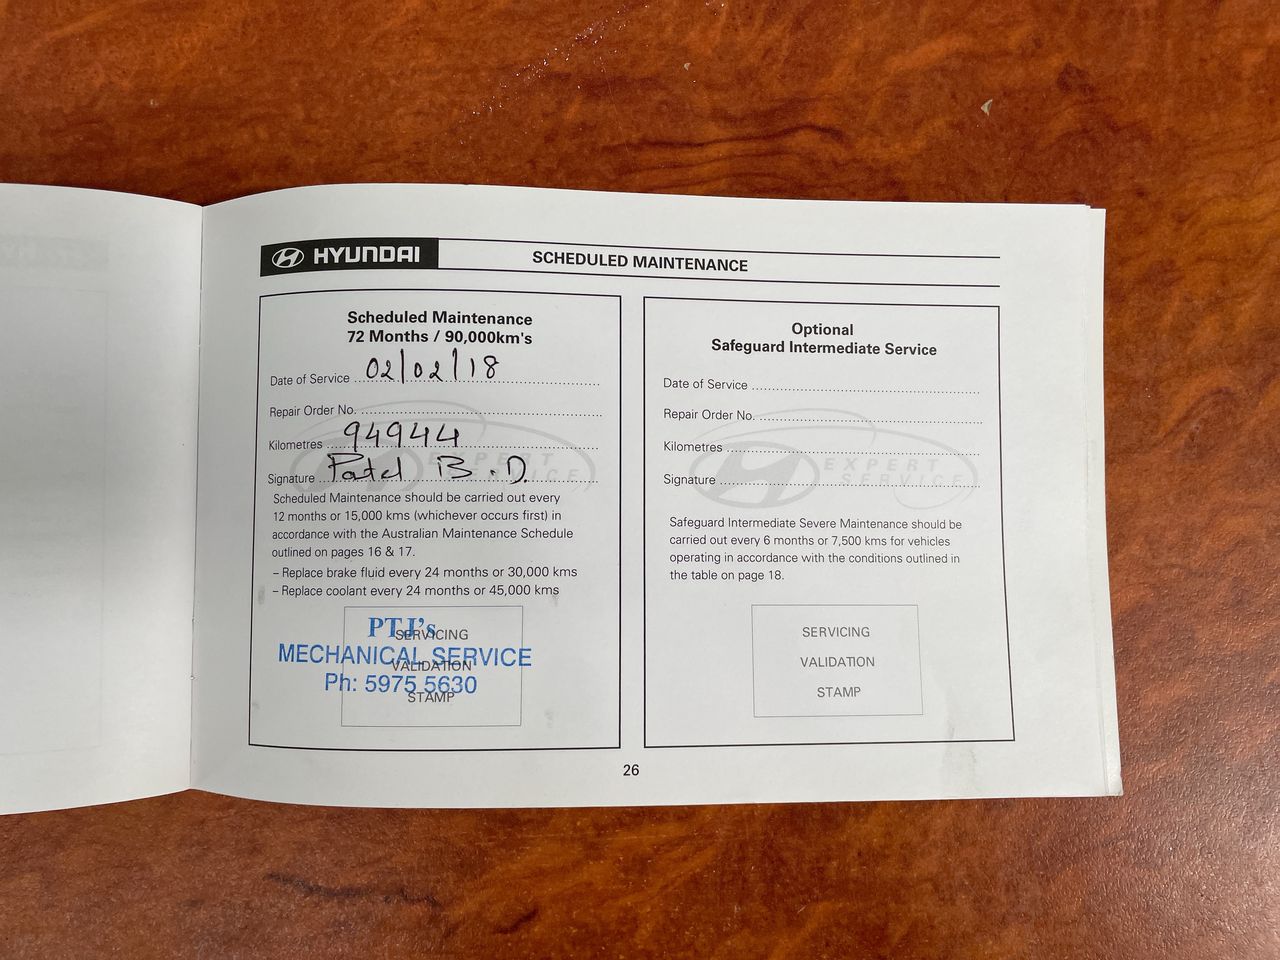 HYUNDAI
SCHEDULED MAINTENANCE
Scheduled Maintenance
72 Months / 90,000km's
Date of Service 02/02/18
Repair Order No.
Kilometres 94944
Signature Patel B.D.
EXPERT
SERVICE
Scheduled Maintenance should be carried out every
12 months or 15,000 kms (whichever occurs first) in
accordance with the Australian Maintenance Schedule
outlined on pages 16 & 17.
– Replace brake fluid every 24 months or 30,000 kms
– Replace coolant every 24 months or 45,000 kms
PTJ's
MECHANICAL SERVICE
Ph: 5975 5630
SERVICING
VALIDATION
STAMP
Optional
Safeguard Intermediate Service
Date of Service
Repair Order No.
Kilometres
Signature
EXPERT
SERVICE
Safeguard Intermediate Severe Maintenance should be
carried out every 6 months or 7,500 kms for vehicles
operating in accordance with the conditions outlined in
the table on page 18.
SERVICING
VALIDATION
STAMP
26